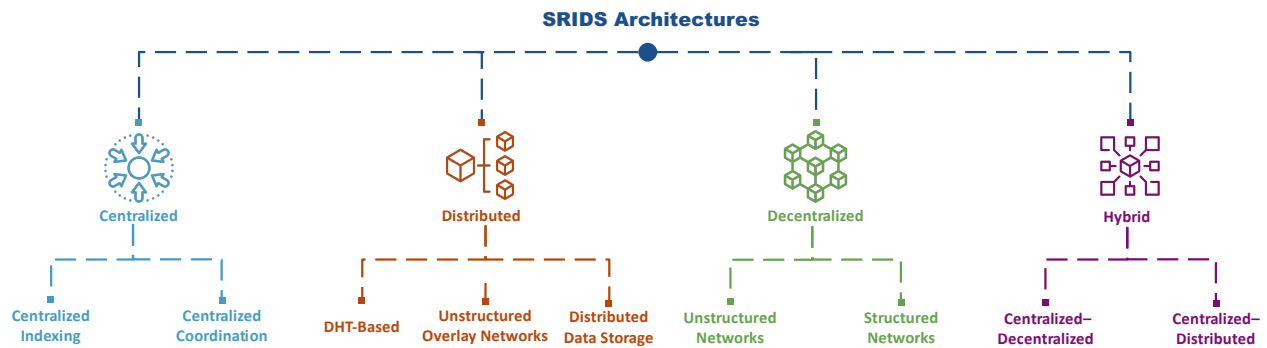 SRIDS Architectures
Centralized
Distributed
Decentralized
Hybrid
Centralized
Indexing
Centralized
Coordination
DHT-Based
Unstructured
Overlay Networks
Distributed
Data Storage
Unstructured
Networks
Structured
Networks
Centralized–
Decentralized
Centralized–
Distributed